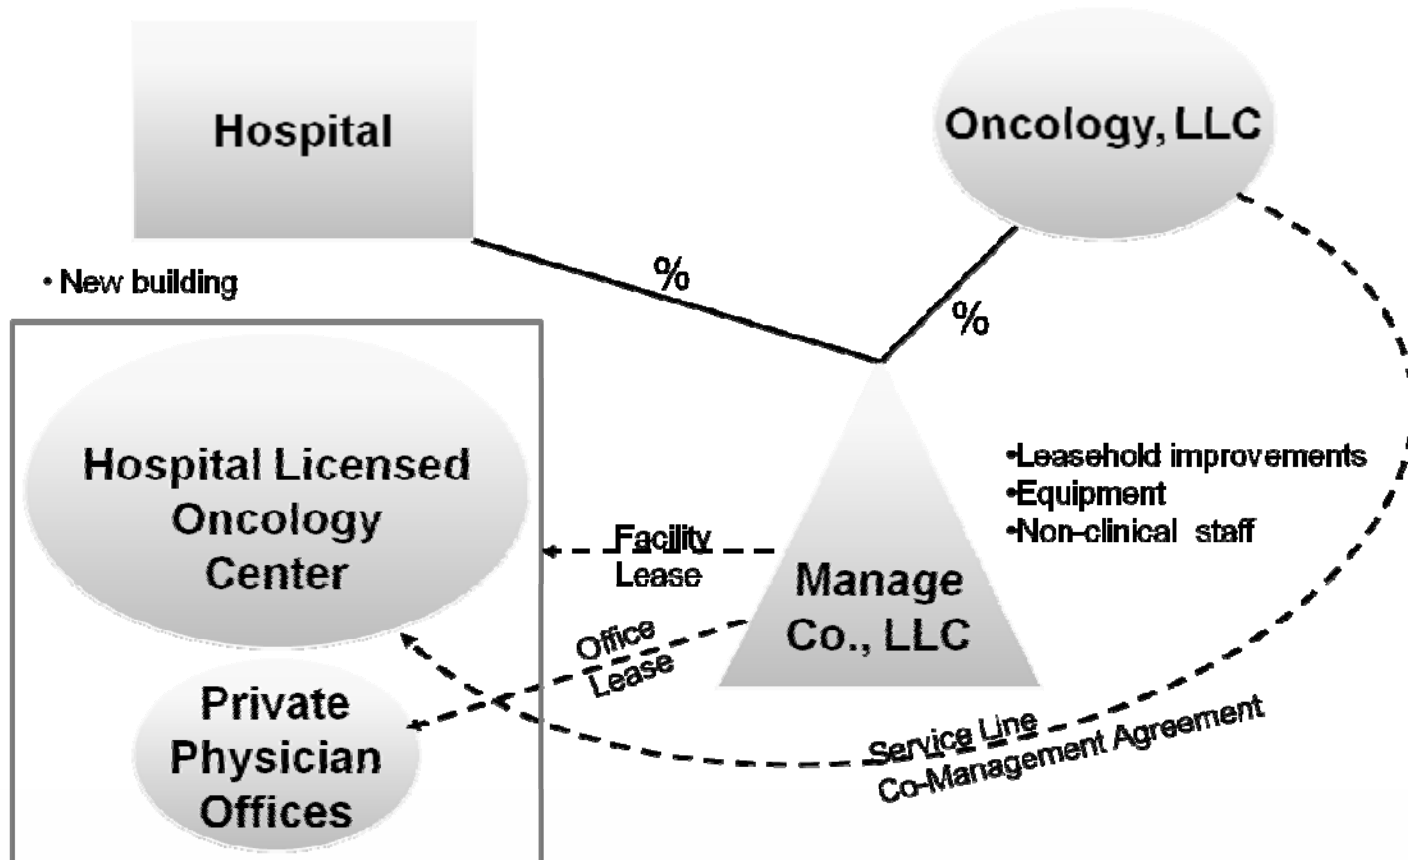 Hospital
Oncology, LLC
%
%
• New building
Hospital Licensed
Oncology
Center
•Leasehold improvements
•Equipment
•Non-clinical staff
Facility
Lease
Manage
Co., LLC
Office
Lease
Private
Physician
Offices
Service Line
Co-Management Agreement